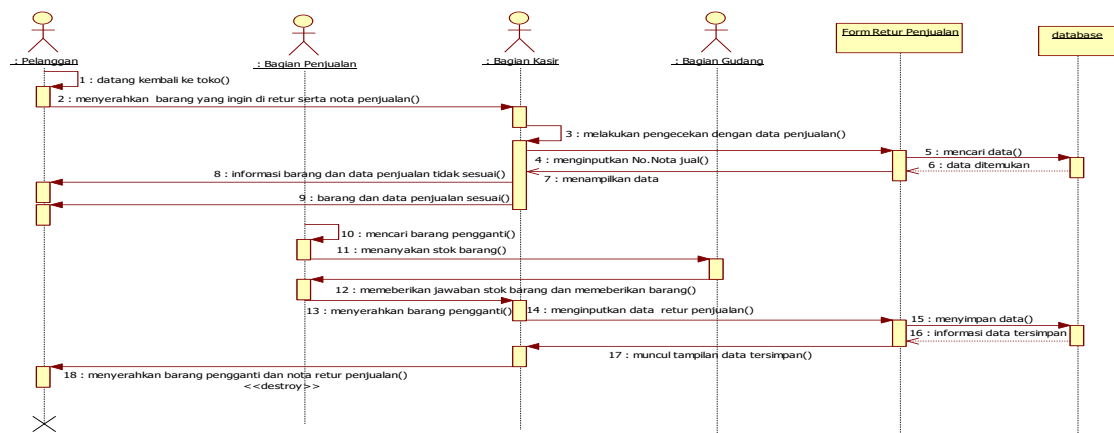 Form Retur Penjualan
database
: Pelanggan
: Bagian Penjualan
: Bagian Kasir
: Bagian Gudang
1 : datang kembali ke toko()
2 : menyerahkan barang yang ingin di retur serta nota penjualan()
3 : melakukan pengecekan dengan data penjualan()
4 : menginputkan No.Nota jual()
5 : mencari data()
6 : data ditemukan
7 : menampilkan data
8 : informasi barang dan data penjualan tidak sesuai()
9 : barang dan data penjualan sesuai()
10 : mencari barang pengganti()
11 : menanyakan stok barang()
12 : memeberikan jawaban stok barang dan memeberikan barang()
13 : menyerahkan barang pengganti()
14 : menginputkan data retur penjualan()
15 : menyimpan data()
16 : informasi data tersimpan
17 : muncul tampilan data tersimpan()
18 : menyerahkan barang pengganti dan nota retur penjualan()
<<destroy>>